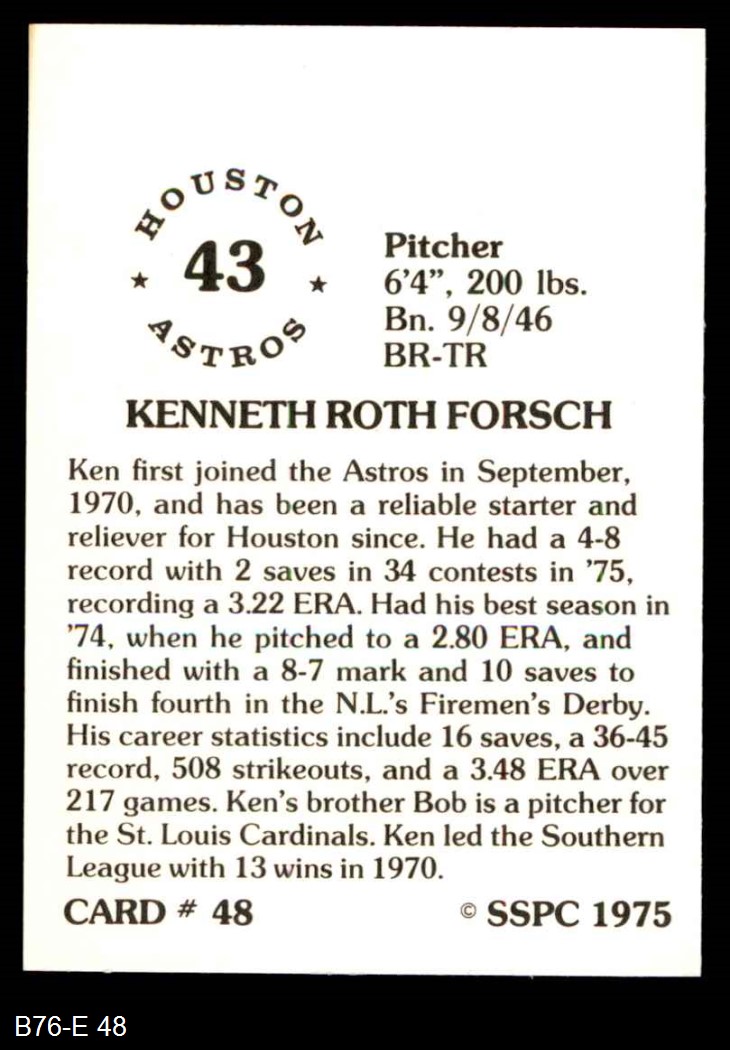 HOUSTON
★ 43 ★
ASTROS
Pitcher
6'4", 200 lbs.
Bn. 9/8/46
BR-TR
KENNETH ROTH FORSCH
Ken first joined the Astros in September,
1970, and has been a reliable starter and
reliever for Houston since. He had a 4-8
record with 2 saves in 34 contests in '75,
recording a 3.22 ERA. Had his best season in
'74, when he pitched to a 2.80 ERA, and
finished with a 8-7 mark and 10 saves to
finish fourth in the N.L.'s Firemen's Derby.
His career statistics include 16 saves, a 36-45
record, 508 strikeouts, and a 3.48 ERA over
217 games. Ken's brother Bob is a pitcher for
the St. Louis Cardinals. Ken led the Southern
League with 13 wins in 1970.
CARD # 48 © SSPC 1975
B76-E 48